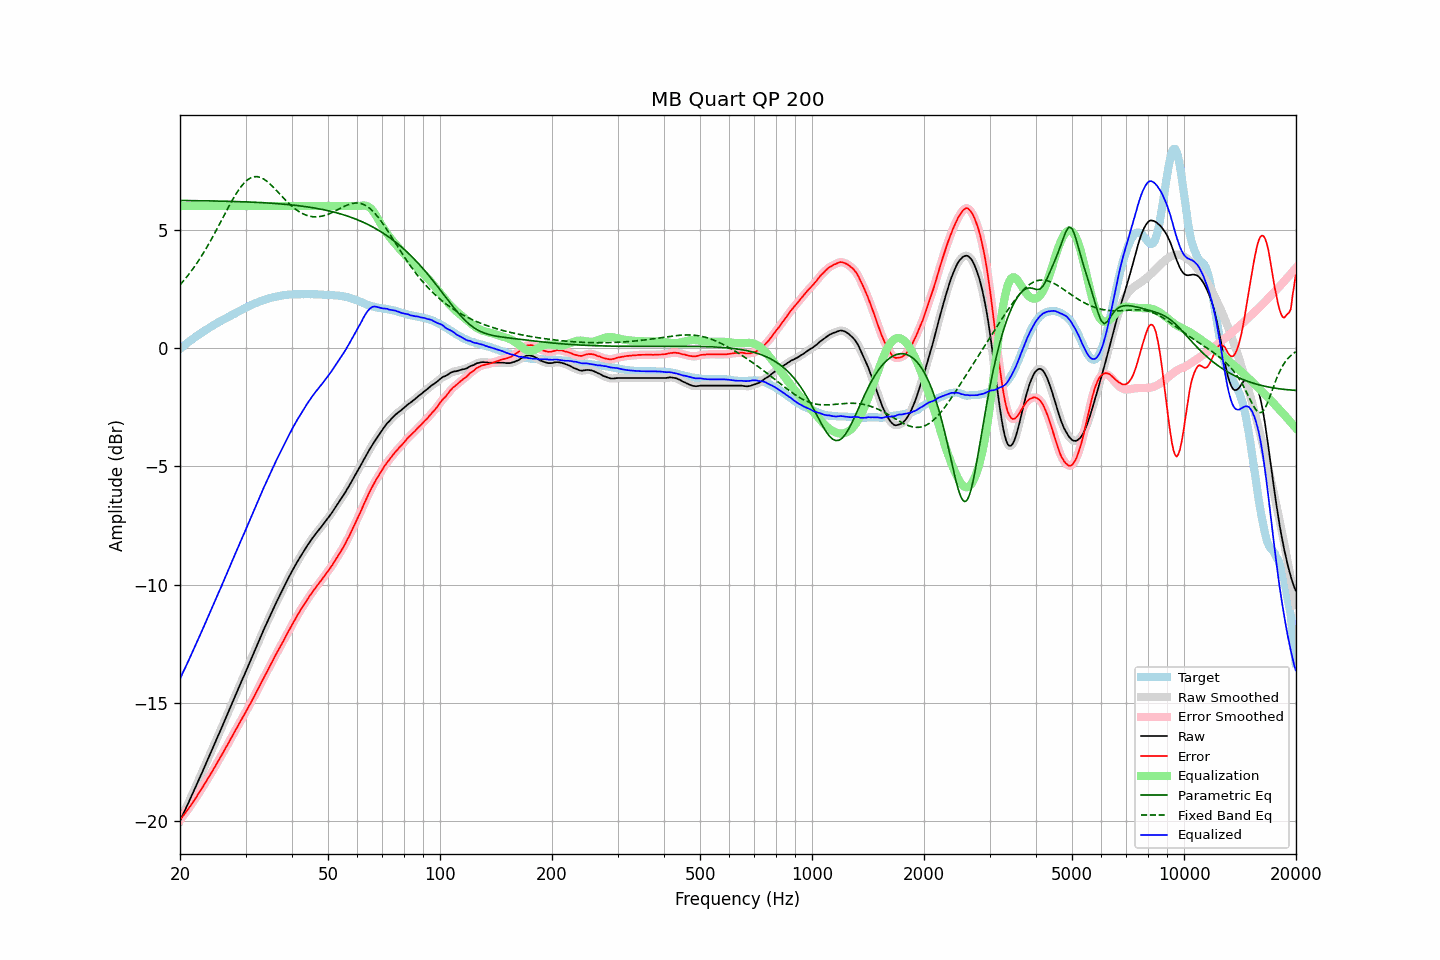 MB Quart QP 200
Amplitude (dBr)
5
0
−5
−10
−15
−20
20
50
100
200
500
1000
2000
5000
10000
20000
Frequency (Hz)
Target
Raw Smoothed
Error Smoothed
Raw
Error
Equalization
Parametric Eq
Fixed Band Eq
Equalized